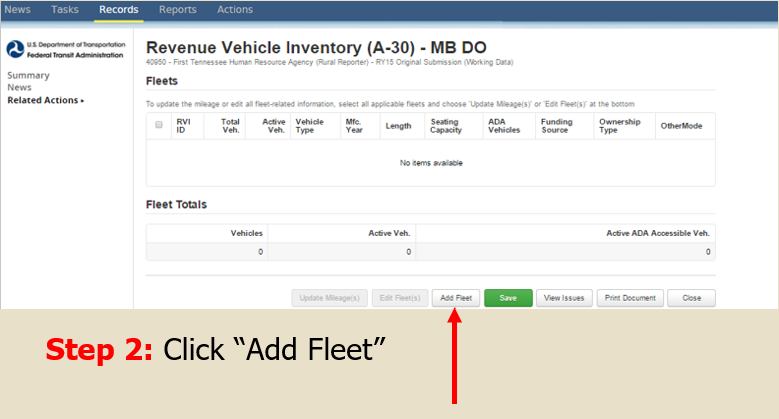 News Tasks Records Reports Actions
U.S. Department of Transportation
Federal Transit Administration
Summary
News
Related Actions ▸
Revenue Vehicle Inventory (A-30) - MB DO
40950 - First Tennessee Human Resource Agency (Rural Reporter) - RY15 Original Submission (Working Data)
Fleets
To update the mileage or edit all fleet-related information, select all applicable fleets and choose 'Update Mileage(s)' or 'Edit Fleet(s)' at the bottom
RVI ID Total Veh. Active Veh. Vehicle Type Mfc. Year Length Seating Capacity ADA Vehicles Funding Source Ownership Type OtherMode
No items available
Fleet Totals
Vehicles Active Veh. Active ADA Accessible Veh.
0 0 0
Update Mileage(s) Edit Fleet(s) Add Fleet Save View Issues Print Document Close
Step 2: Click “Add Fleet”